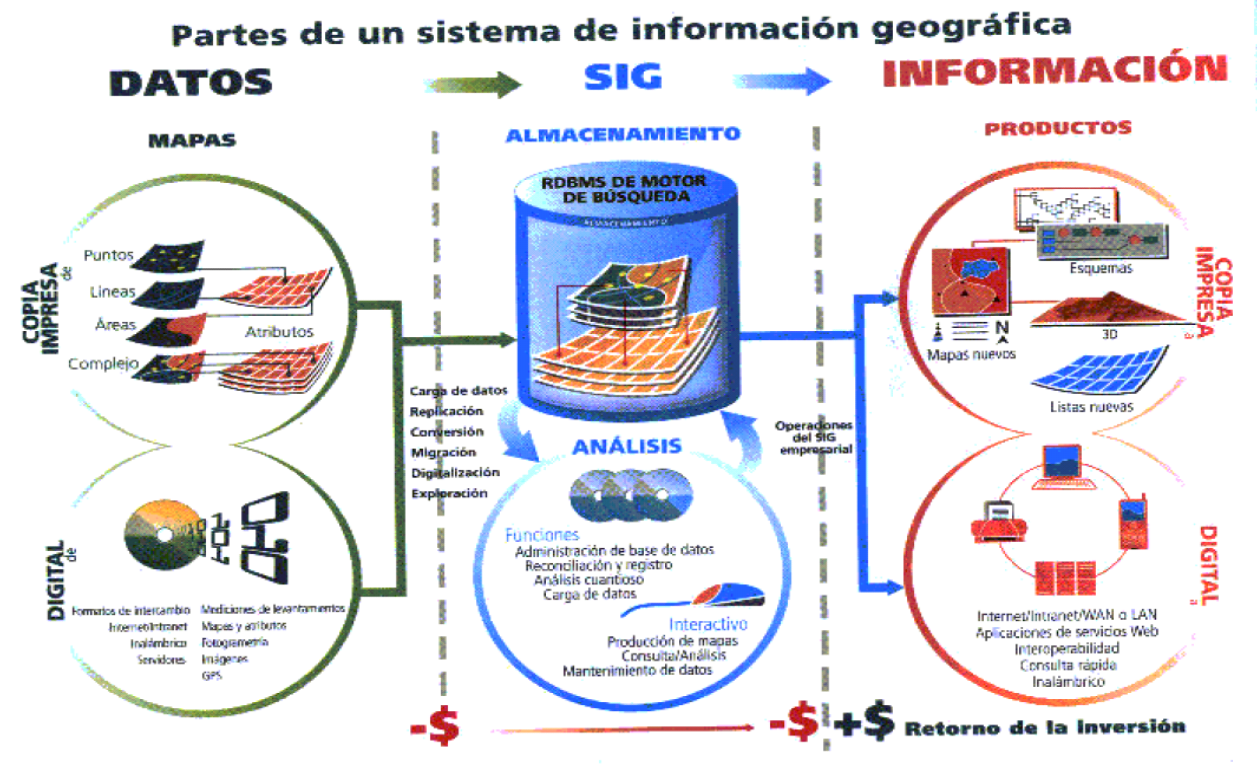 Partes de un sistema de información geográfica
DATOS
SIG
INFORMACIÓN
MAPAS
COPIA
IMPRESA
de
Puntos
Líneas
Áreas
Complejo
Atributos
DIGITAL
de
Formatos de intercambio
Internet/Intranet
Inalámbrico
Servidores
Mediciones de levantamientos
Mapas y atributos
Fotogrametría
Imágenes
GPS
Carga de datos
Replicación
Conversión
Migración
Digitalización
Exploración
ALMACENAMIENTO
RDBMS DE MOTOR
DE BÚSQUEDA
ALMACENAMIENTO
ANÁLISIS
Funciones
Administración de base de datos
Reconciliación y registro
Análisis cuantioso
Carga de datos
Interactivo
Producción de mapas
Consulta/Análisis
Mantenimiento de datos
Operaciones
del SIG
empresarial
PRODUCTOS
COPIA
IMPRESA
a
Esquemas
N
Mapas nuevos
3D
Listas nuevas
DIGITAL
a
Internet/Intranet/WAN o LAN
Aplicaciones de servicios Web
Interoperabilidad
Consulta rápida
Inalámbrico
-$
-$
+$ Retorno de la inversión